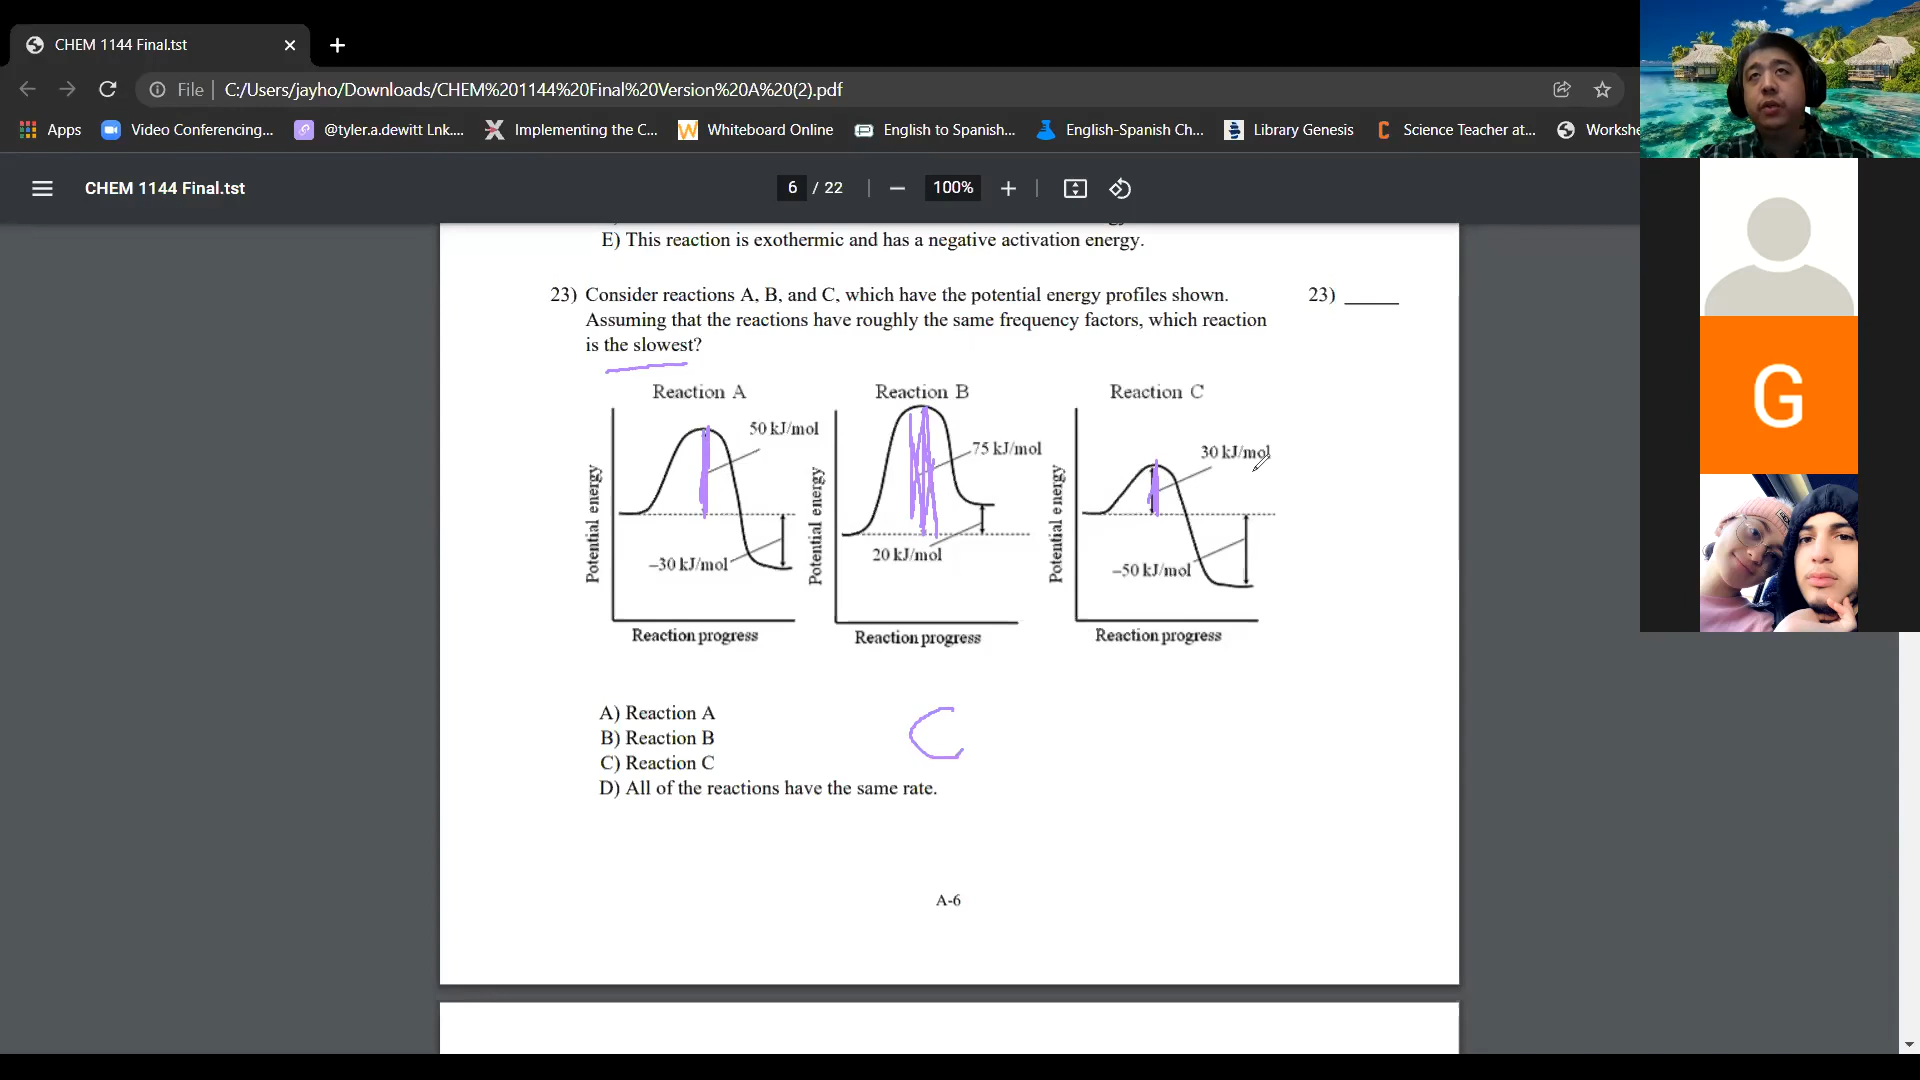 CHEM 1144 Final.tst
File | C:/Users/jayho/Downloads/CHEM%201144%20Final%20Version%20A%20(2).pdf
Apps Video Conferencing... @tyler.a.dewitt Lnk.... Implementing the C... Whiteboard Online English to Spanish... English-Spanish Ch... Library Genesis Science Teacher at... Workshe
CHEM 1144 Final.tst 6 / 22 100%
E) This reaction is exothermic and has a negative activation energy.
23) Consider reactions A, B, and C, which have the potential energy profiles shown. 23) _____
Assuming that the reactions have roughly the same frequency factors, which reaction
is the slowest?
Reaction A
50 kJ/mol
-30 kJ/mol
Potential energy
Reaction progress
Reaction B
75 kJ/mol
20 kJ/mol
Potential energy
Reaction progress
Reaction C
30 kJ/mol
-50 kJ/mol
Potential energy
Reaction progress
A) Reaction A
B) Reaction B
C) Reaction C
D) All of the reactions have the same rate.
C
A-6
G